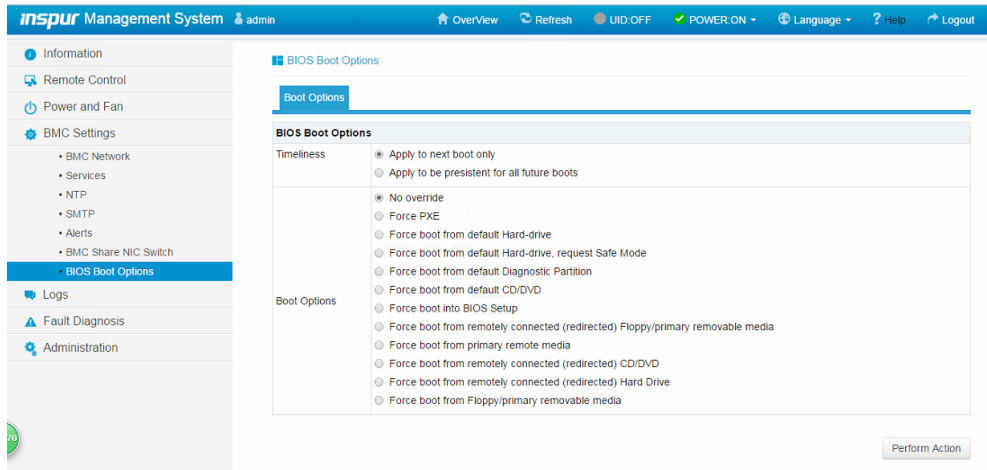 inspur Management System admin OverView Refresh UID:OFF POWER:ON Language Help Logout
Information
Remote Control
Power and Fan
BMC Settings
• BMC Network
• Services
• NTP
• SMTP
• Alerts
• BMC Share NIC Switch
• BIOS Boot Options
Logs
Fault Diagnosis
Administration
70
BIOS Boot Options
Boot Options
BIOS Boot Options
Timeliness
Apply to next boot only
Apply to be presistent for all future boots
Boot Options
No override
Force PXE
Force boot from default Hard-drive
Force boot from default Hard-drive, request Safe Mode
Force boot from default Diagnostic Partition
Force boot from default CD/DVD
Force boot into BIOS Setup
Force boot from remotely connected (redirected) Floppy/primary removable media
Force boot from primary remote media
Force boot from remotely connected (redirected) CD/DVD
Force boot from remotely connected (redirected) Hard Drive
Force boot from Floppy/primary removable media
Perform Action